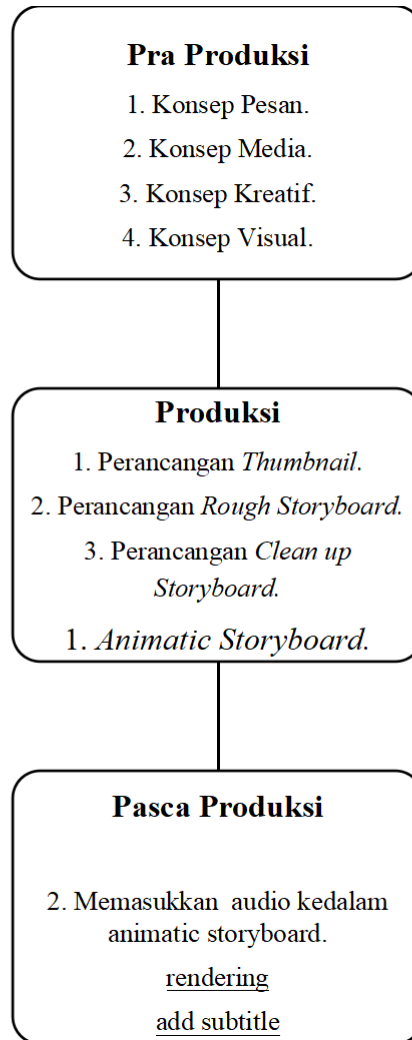 Pra Produksi
1. Konsep Pesan.
2. Konsep Media.
3. Konsep Kreatif.
4. Konsep Visual.
Produksi
1. Perancangan Thumbnail.
2. Perancangan Rough Storyboard.
3. Perancangan Clean up
Storyboard.
1. Animatic Storyboard.
Pasca Produksi
2. Memasukkan  audio kedalam
animatic storyboard.
rendering
add subtitle